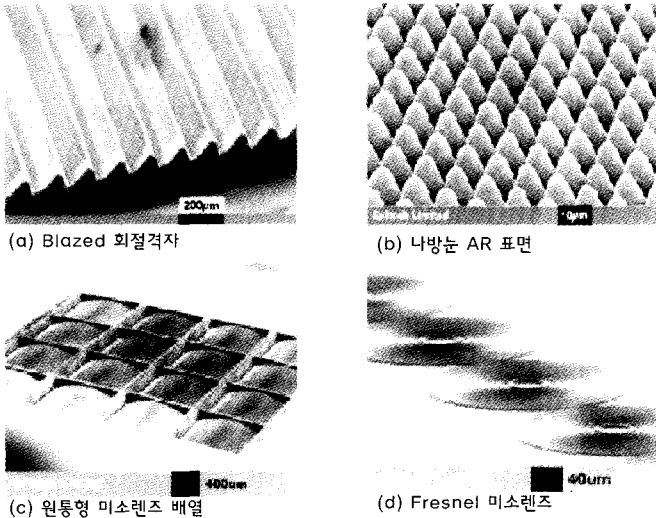 200μm
(a) Blazed 회절격자
(b) 나방눈 AR 표면
400um
(c) 원통형 미소렌즈 배열
40um
(d) Fresnel 미소렌즈